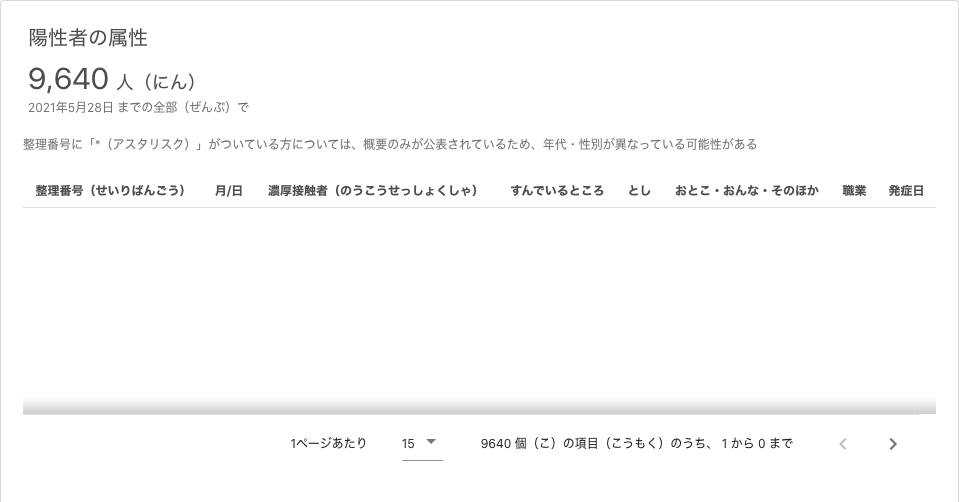 陽性者の属性
9,640 人（にん）
2021年5月28日 までの全部（ぜんぶ）で
整理番号に「*（アスタリスク）」がついている方については、概要のみが公表されているため、年代・性別が異なっている可能性がある
整理番号（せいりばんごう） 月/日 濃厚接触者（のうこうせっしょくしゃ） すんでいるところ とし おとこ・おんな・そのほか 職業 発症日
1ページあたり 15 9640 個（こ）の項目（こうもく）のうち、 1 から 0 まで